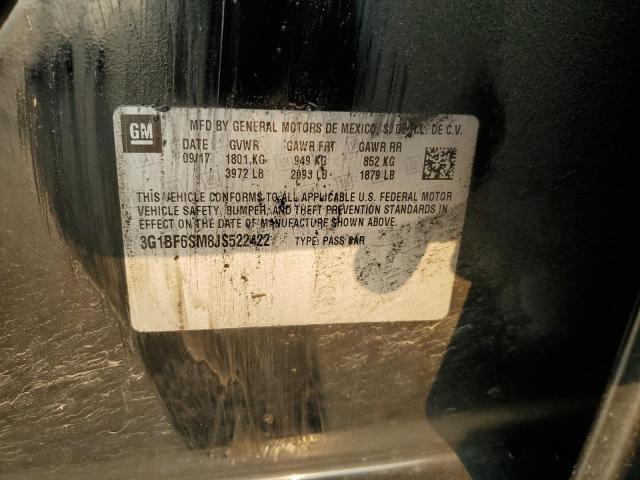 GM
MFD BY GENERAL MOTORS DE MEXICO, S. DE R.L. DE C.V.
DATE GVWR GAWR FRT GAWR RR
09/17 1801 KG 949 KG 852 KG
3972 LB 2093 LB 1879 LB
THIS VEHICLE CONFORMS TO ALL APPLICABLE U.S. FEDERAL MOTOR
VEHICLE SAFETY, BUMPER, AND THEFT PREVENTION STANDARDS IN
EFFECT ON THE DATE OF MANUFACTURE SHOWN ABOVE.
3G1BF6SM8JS522422 TYPE: PASS CAR